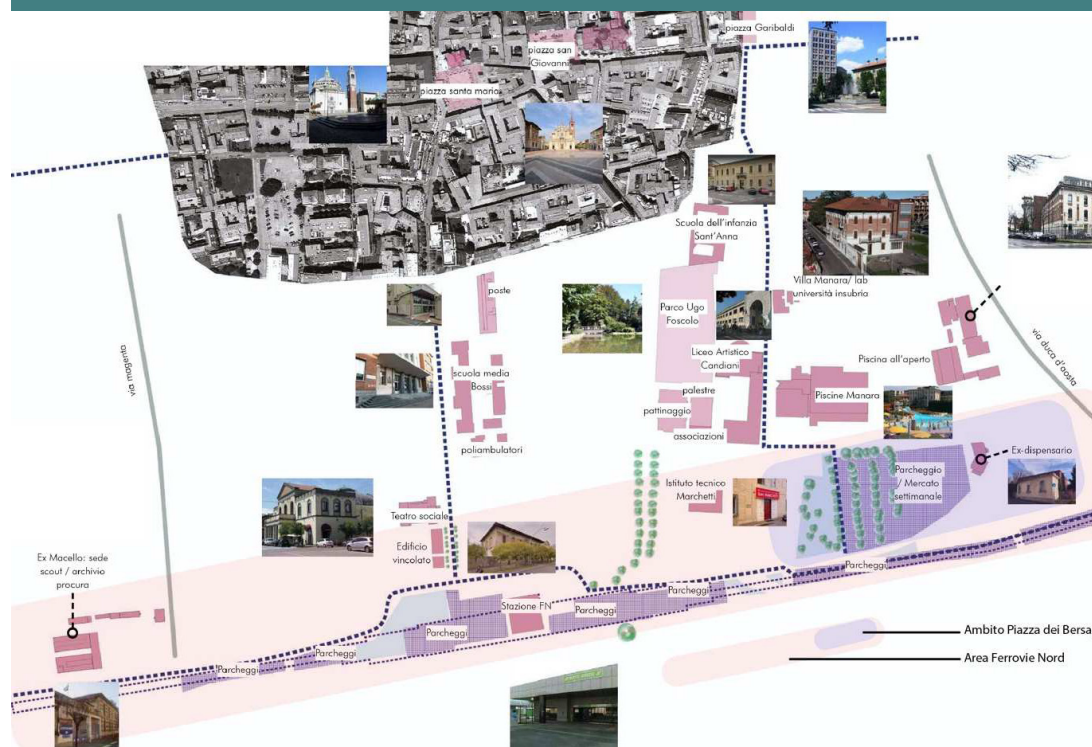 piazza Garibaldi
piazza san
Giovanni
piazza santa maria
Scuola dell'infanzia
Sant'Anna
Villa Manara/ lab
università insubria
poste
Parco Ugo
Foscolo
Liceo Artistico
Candiani
Piscina all'aperto
via duca d'aosta
via magenta
scuola media
Bossi
palestre
pattinaggio
Piscine Manara
associazioni
poliambulatori
Ex-dispensario
Parcheggio
/ Mercato
settimanale
Istituto tecnico
Marchetti
Teatro sociale
Edificio
vincolato
Ex Macello: sede
scout / archivio
procura
Parcheggi
Parcheggi
Stazione FN
Parcheggi
Parcheggi
Parcheggi
Parcheggi
Ambito Piazza dei Bersa
Area Ferrovie Nord